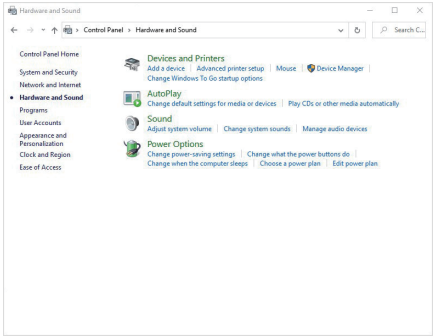 Hardware and Sound
Control Panel > Hardware and Sound
Search C...
Control Panel Home
System and Security
Network and Internet
Hardware and Sound
Programs
User Accounts
Appearance and
Personalization
Clock and Region
Ease of Access
Devices and Printers
Add a device | Advanced printer setup | Mouse | Device Manager |
Change Windows To Go startup options
AutoPlay
Change default settings for media or devices | Play CDs or other media automatically
Sound
Adjust system volume | Change system sounds | Manage audio devices
Power Options
Change power-saving settings | Change what the power buttons do |
Change when the computer sleeps | Choose a power plan | Edit power plan